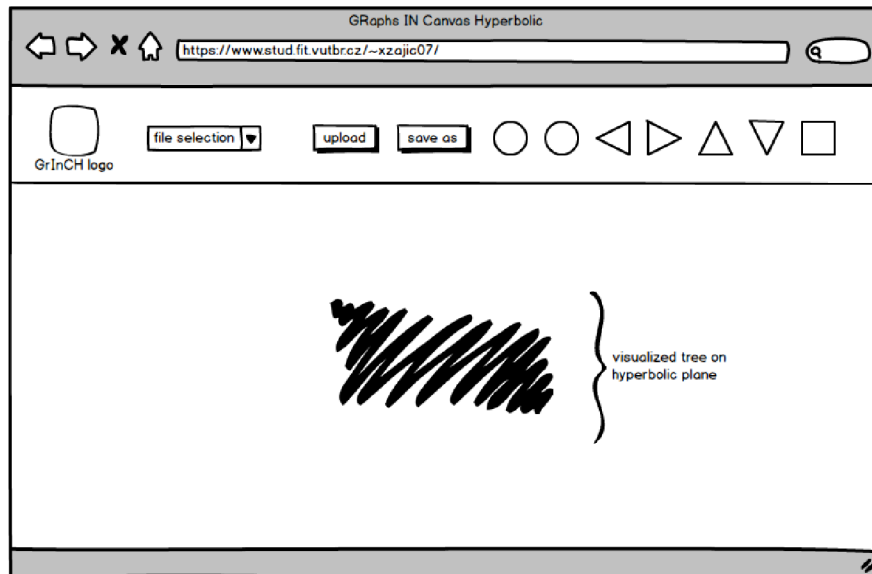 GRaphs IN Canvas Hyperbolic
https://www.stud.fit.vutbr.cz/~xzajic07/
file selection
upload
save as
GrInCH logo
visualized tree on
hyperbolic plane